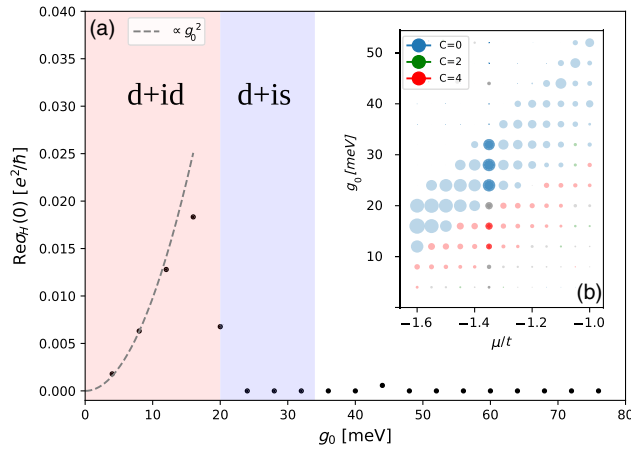 (a)
∝ g₀²
d+id
d+is
0.040
0.035
0.030
0.025
0.020
0.015
0.010
0.005
0.000
Reσ_H(0) [e²/ℏ]
0
10
20
30
40
50
60
70
80
g₀ [meV]
C=0
C=2
C=4
50
40
30
20
10
g₀ [meV]
(b)
−1.6
−1.4
−1.2
−1.0
μ/t